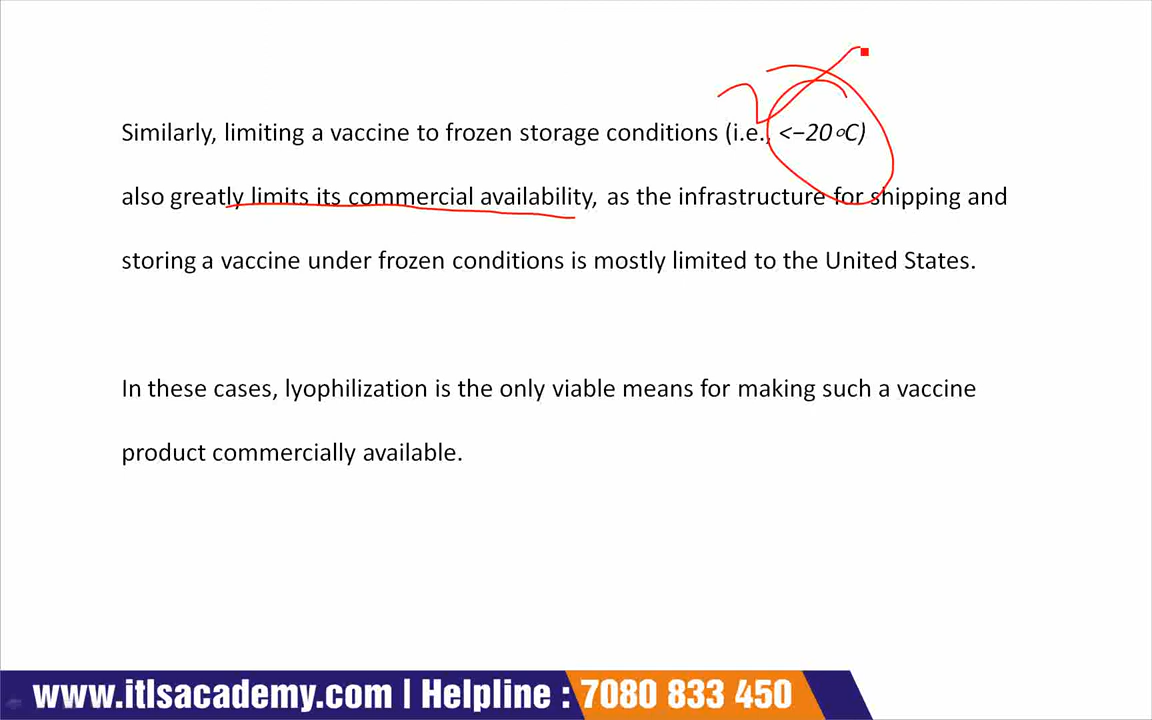 Similarly, limiting a vaccine to frozen storage conditions (i.e., <−20∘C)
also greatly limits its commercial availability, as the infrastructure for shipping and
storing a vaccine under frozen conditions is mostly limited to the United States.
In these cases, lyophilization is the only viable means for making such a vaccine
product commercially available.
www.itlsacademy.com | Helpline : 7080 833 450